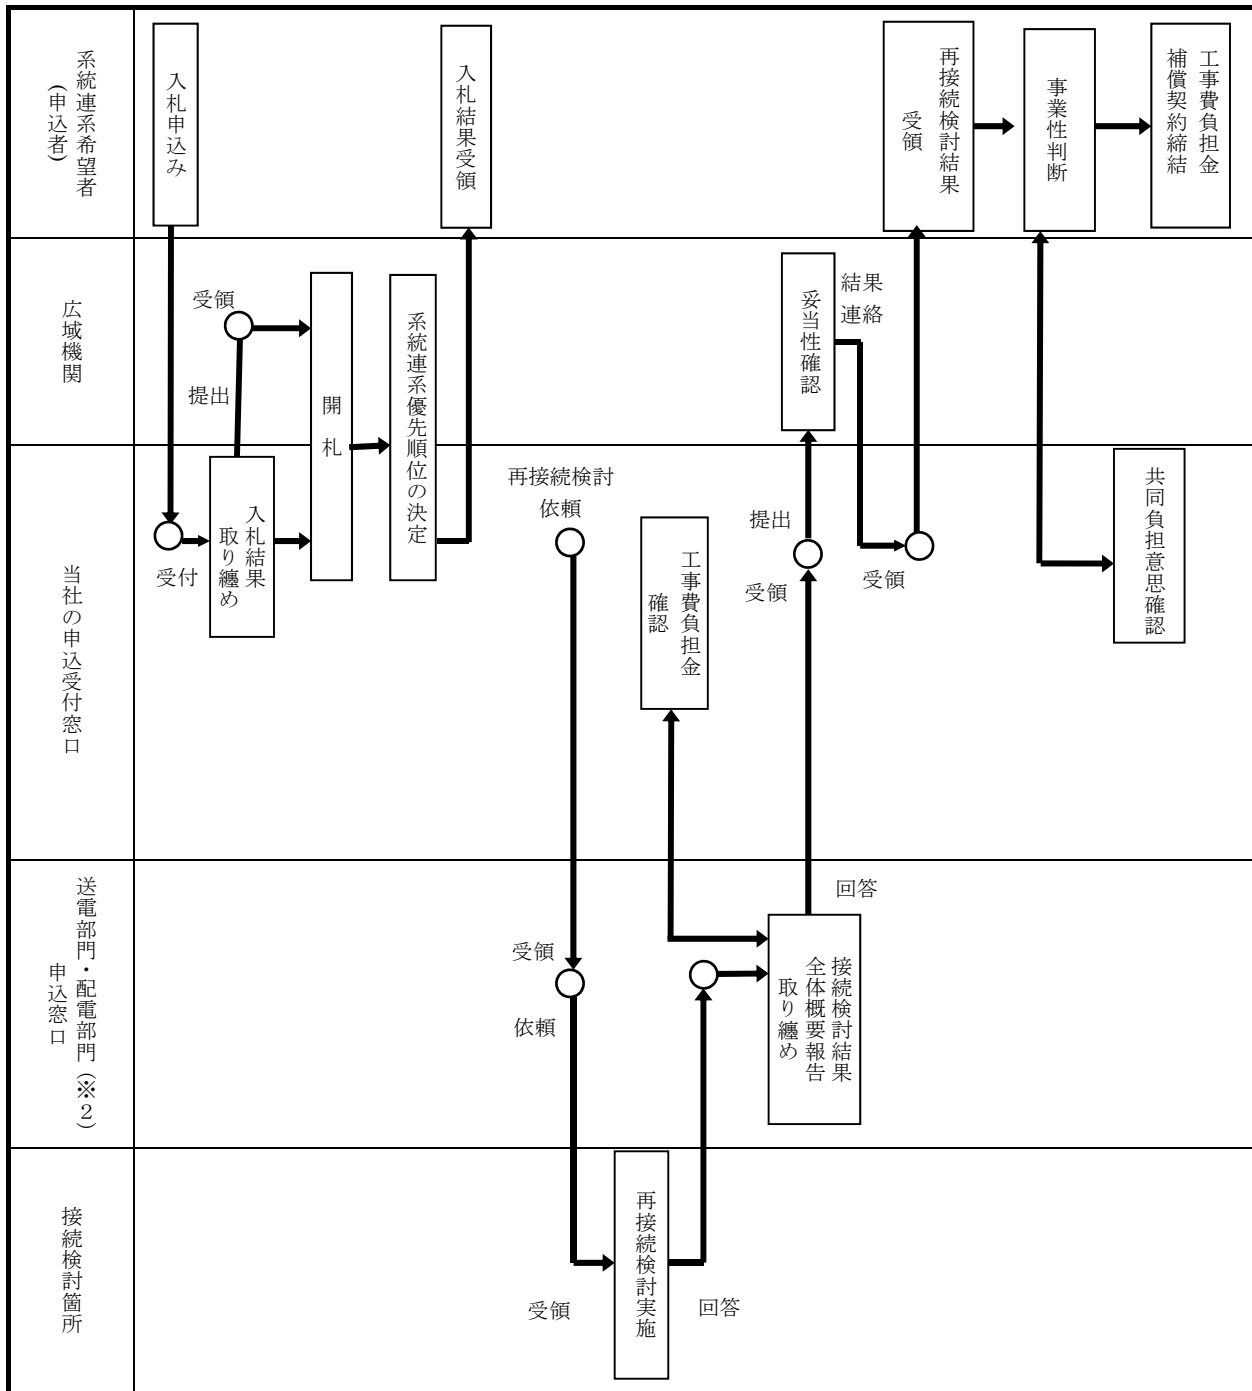 系統連系希望者
(申込者)
入札申込み
入札結果受領
再接続検討結果
受領
事業性判断
工事費負担金
補償契約締結
広域機関
受領
提出
開札
系統連系優先順位の決定
妥当性確認
結果
連絡
当社の申込受付窓口
受付
入札結果
取り纏め
再接続検討
依頼
工事費負担金
確認
提出
受領
受領
共同負担意思確認
送電部門・配電部門(※2)
申込窓口
受領
依頼
回答
接続検討結果
全体概要報告
取り纏め
接続検討箇所
受領
再接続検討実施
回答